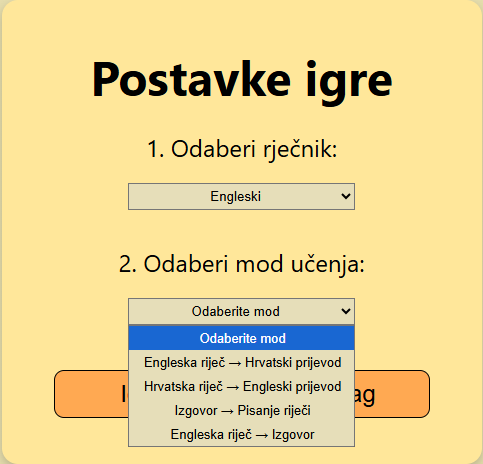 Postavke igre
1. Odaberi rječnik:
Engleski
2. Odaberi mod učenja:
Odaberite mod
Odaberite mod
Engleska riječ → Hrvatski prijevod
Hrvatska riječ → Engleski prijevod
Izgovor → Pisanje riječi
Engleska riječ → Izgovor